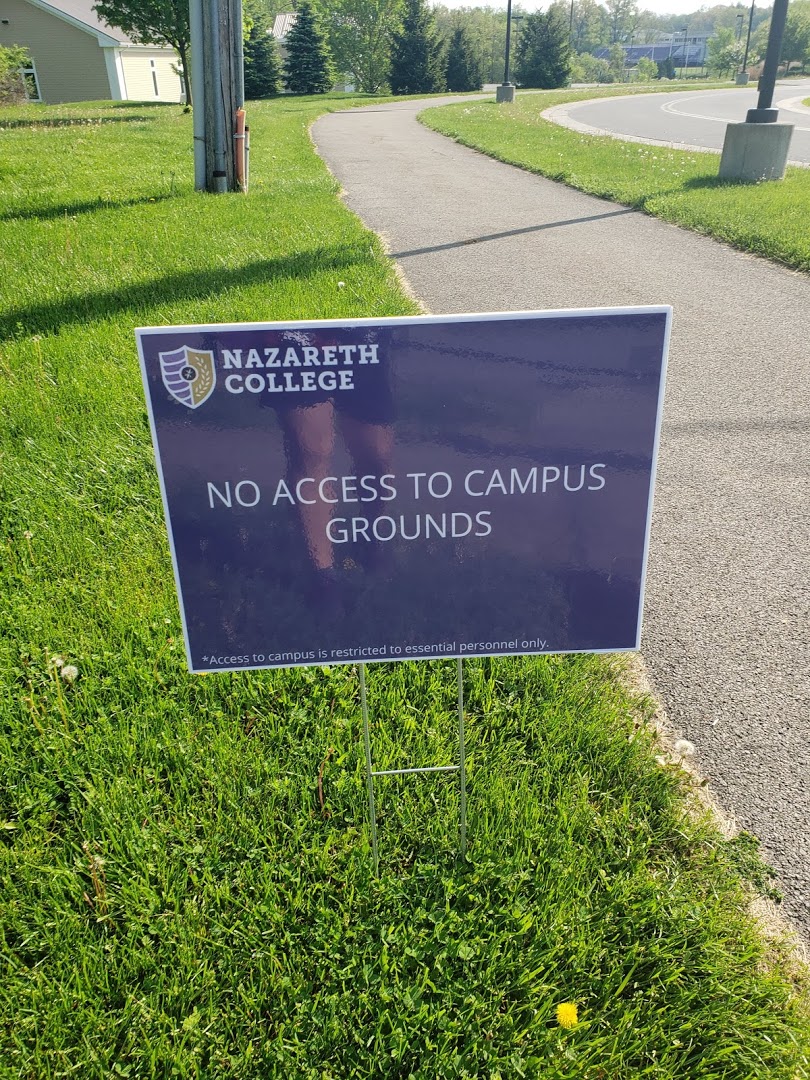 NAZARETH
COLLEGE
NO ACCESS TO CAMPUS
GROUNDS
*Access to campus is restricted to essential personnel only.